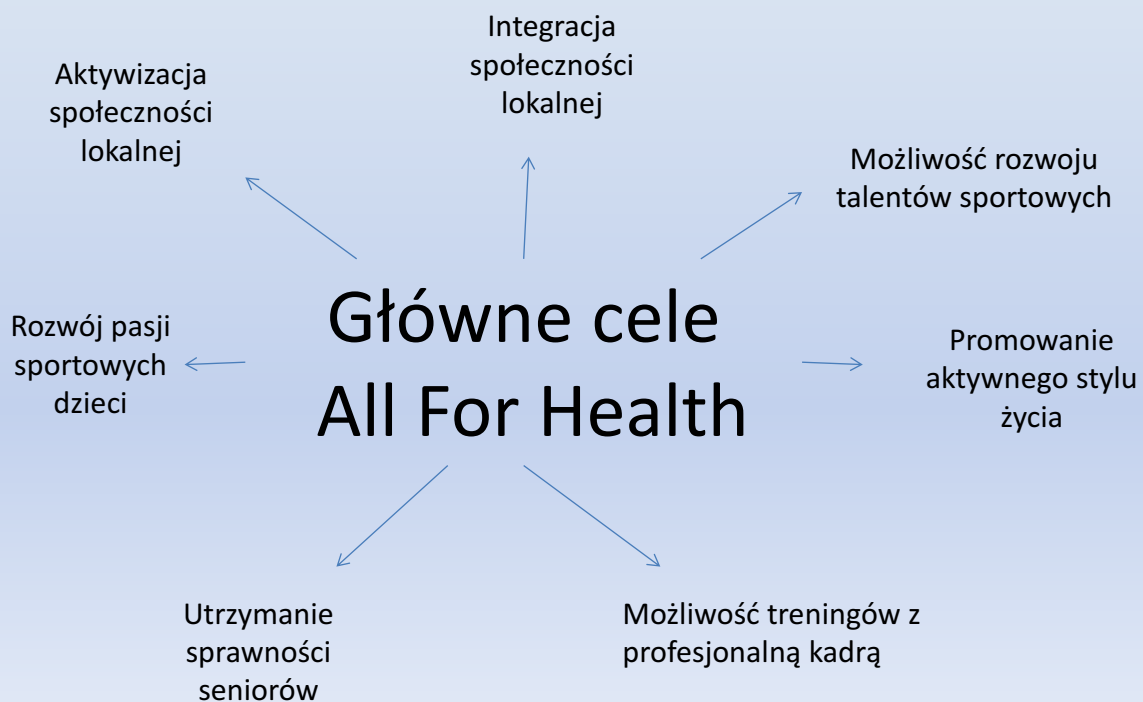 Integracja
społeczności
lokalnej
Aktywizacja
społeczności
lokalnej
Możliwość rozwoju
talentów sportowych
Główne cele
All For Health
Rozwój pasji
sportowych
dzieci
Promowanie
aktywnego stylu
życia
Utrzymanie
sprawności
seniorów
Możliwość treningów z
profesjonalną kadrą